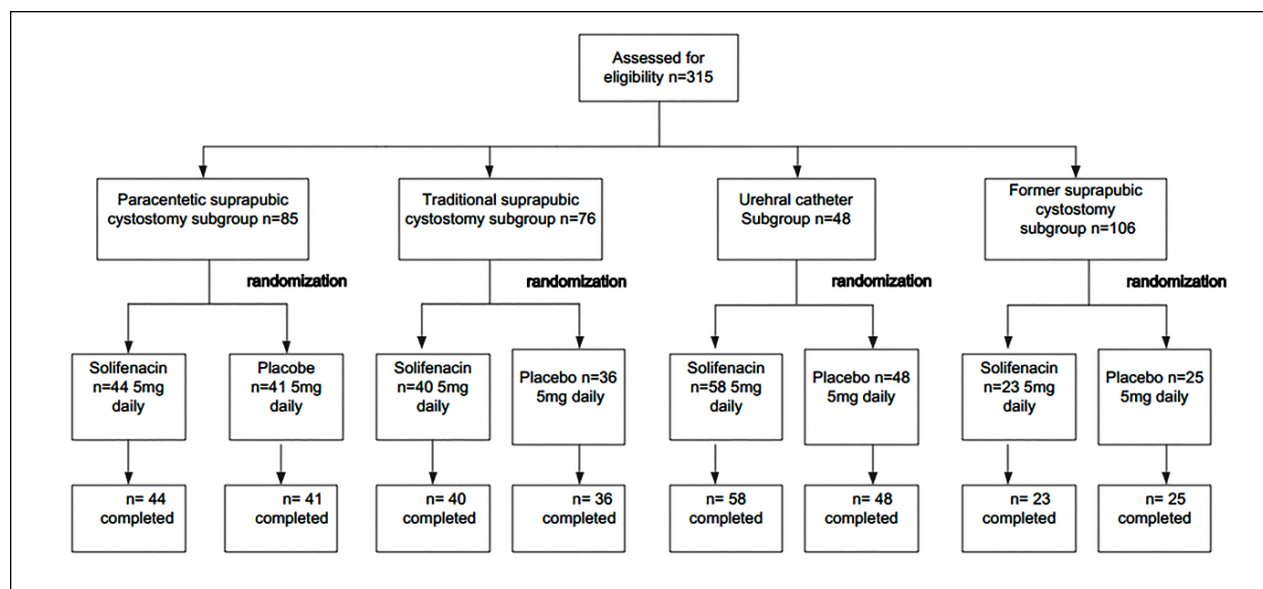 Assessed for
eligibility n=315
Paracentetic suprapubic
cystostomy subgroup n=85
Traditional suprapubic
cystostomy subgroup n=76
Urehral catheter
Subgroup n=48
Former suprapubic
cystostomy
subgroup n=106
randomization
randomization
randomization
randomization
Solifenacin
n=44 5mg
daily
Placobe
n=41 5mg
daily
Solifenacin
n=40 5mg
daily
Placebo n=36
5mg daily
Solifenacin
n=58 5mg
daily
Placebo n=48
5mg daily
Solifenacin
n=23 5mg
daily
Placebo n=25
5mg daily
n= 44
completed
n= 41
completed
n= 40
completed
n= 36
completed
n= 58
completed
n= 48
completed
n= 23
completed
n= 25
completed